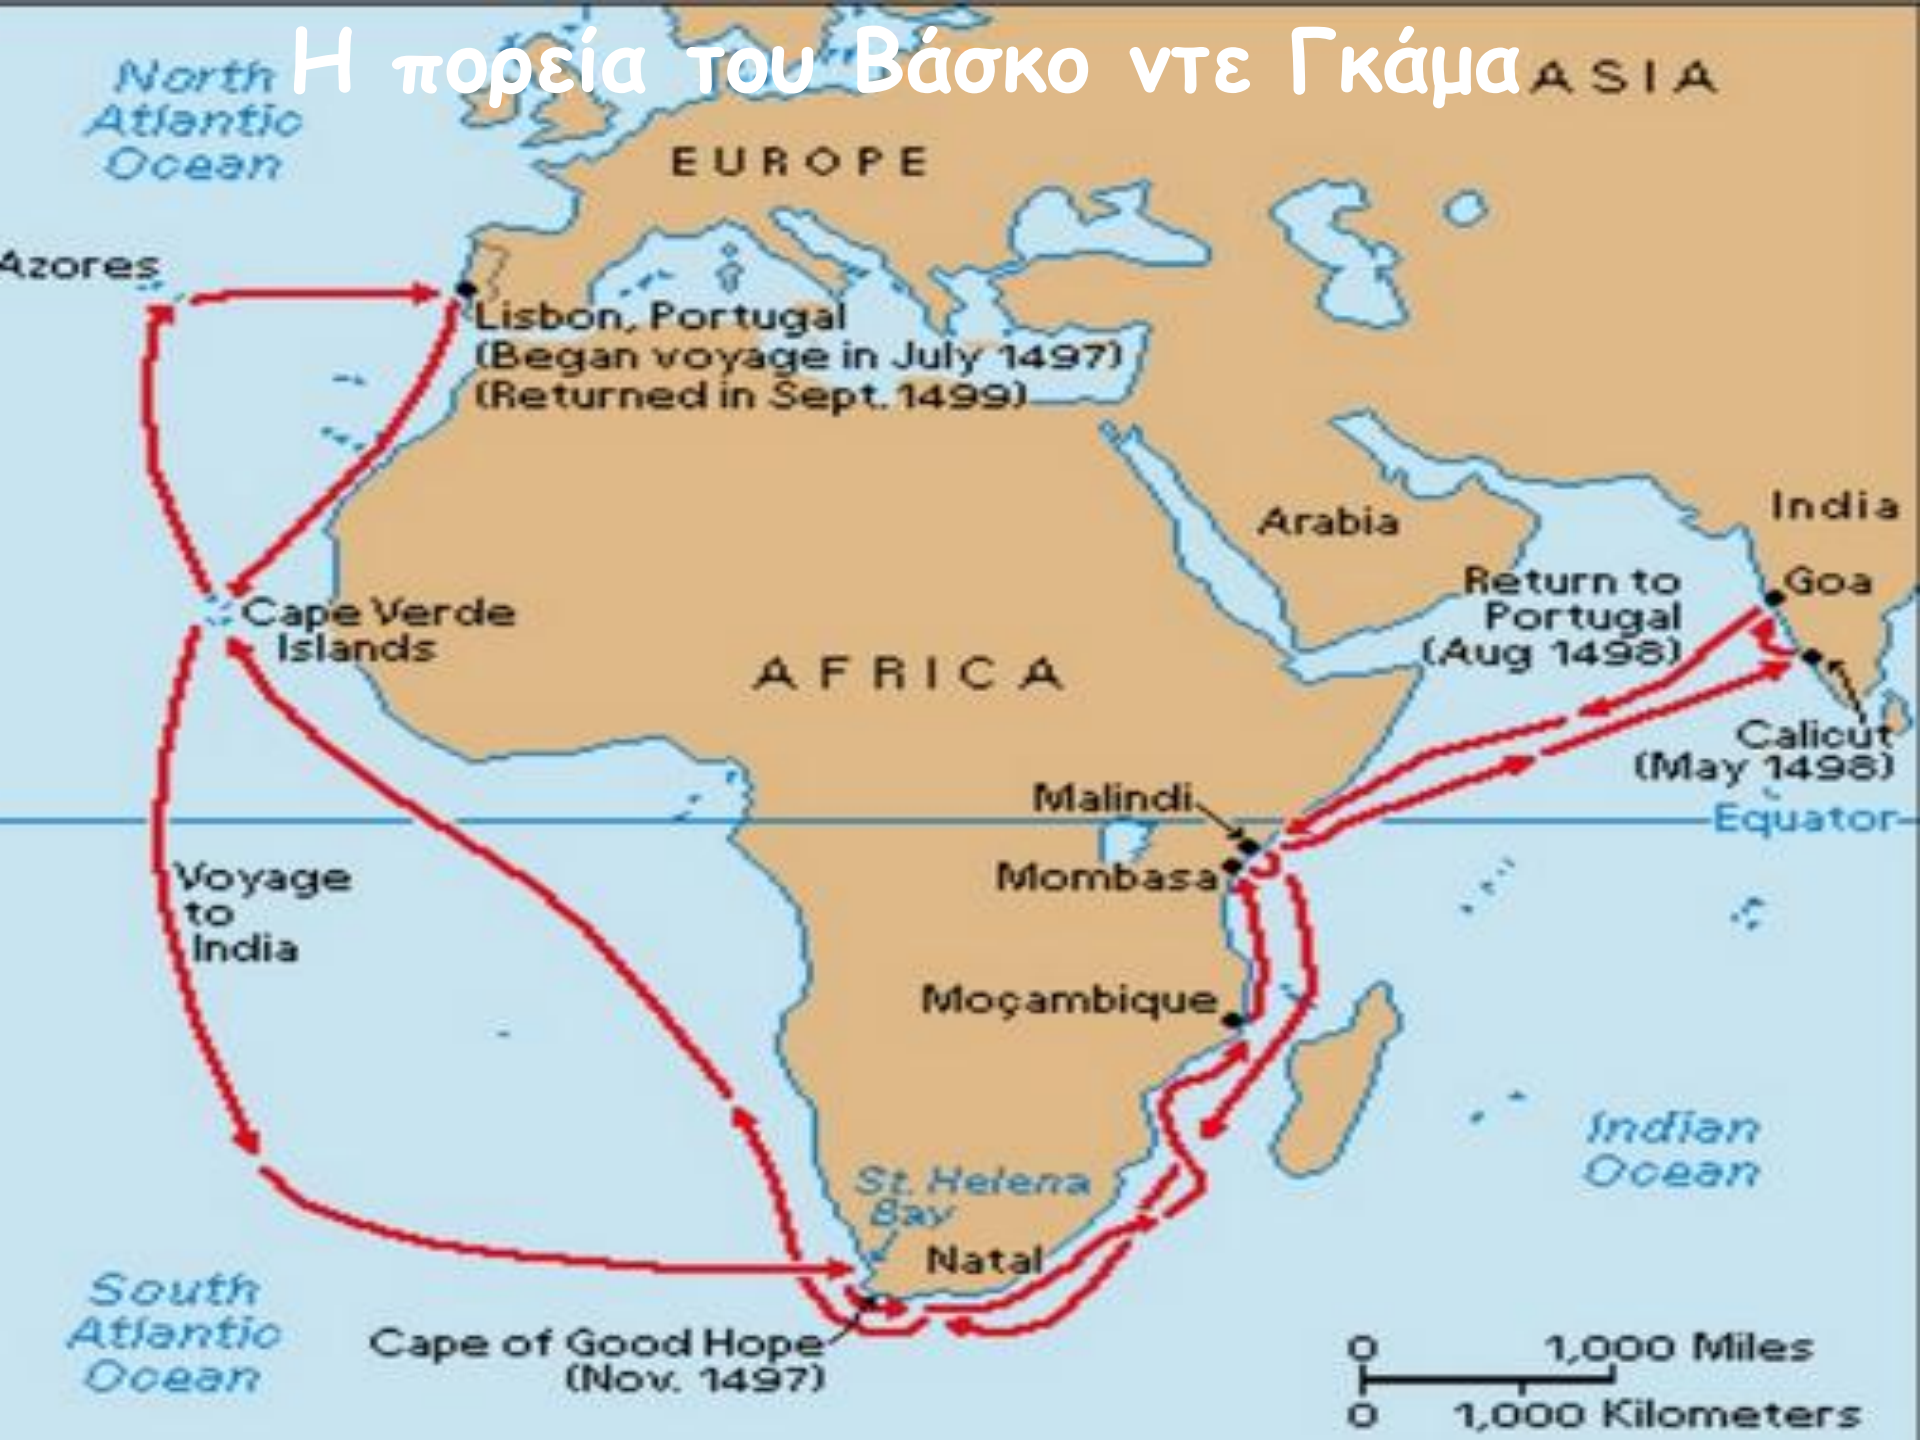 Η πορεία του Βάσκο ντε Γκάμα
North
Atlantic
Ocean
ASIA
EUROPE
Azores
Lisbon, Portugal
(Began voyage in July 1497)
(Returned in Sept. 1499)
Arabia
India
Goa
Return to
Portugal
(Aug 1498)
Cape Verde
Islands
AFRICA
Calicut
(May 1498)
Malindi
Equator
Mombasa
Voyage
to
India
Moçambique
Indian
Ocean
St. Helena
Bay
Natal
South
Atlantic
Ocean
Cape of Good Hope
(Nov. 1497)
0 1,000 Miles
0 1,000 Kilometers